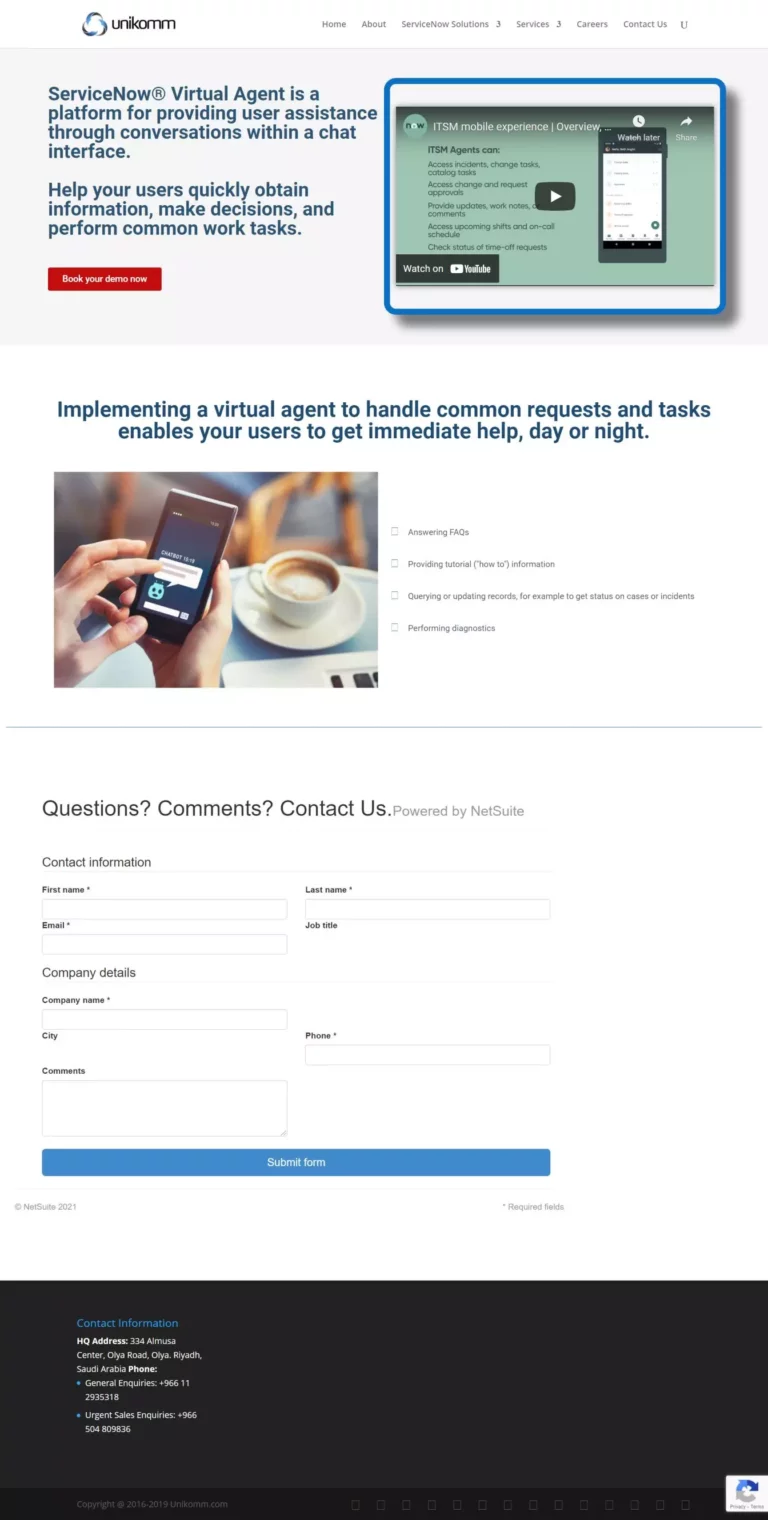 unikomm
Home About ServiceNow Solutions 3 Services 3 Careers Contact Us U
ServiceNow® Virtual Agent is a
platform for providing user assistance
through conversations within a chat
interface.
Help your users quickly obtain
information, make decisions, and
perform common work tasks.
Book your demo now
now ITSM mobile experience | Overview, ...
Watch later Share
ITSM Agents can:
Access incidents, change tasks,
catalog tasks
Access change and request
approvals
Provide updates, work notes,
comments
Access upcoming shifts and on-call
schedule
Check status of time-off requests
Watch on YouTube
Implementing a virtual agent to handle common requests and tasks
enables your users to get immediate help, day or night.
CHATBOT 15:15
Answering FAQs
Providing tutorial ("how to") information
Querying or updating records, for example to get status on cases or incidents
Performing diagnostics
Questions? Comments? Contact Us.Powered by NetSuite
Contact information
First name * Last name *
Email * Job title
Company details
Company name *
City Phone *
Comments
Submit form
© NetSuite 2021 * Required fields
Contact Information
HQ Address: 334 Almusa
Center, Olya Road, Olya. Riyadh,
Saudi Arabia Phone:
General Enquiries: +966 11
2935318
Urgent Sales Enquiries: +966
504 809836
Copyright @ 2016-2019 Unikomm.com
Privacy - Terms